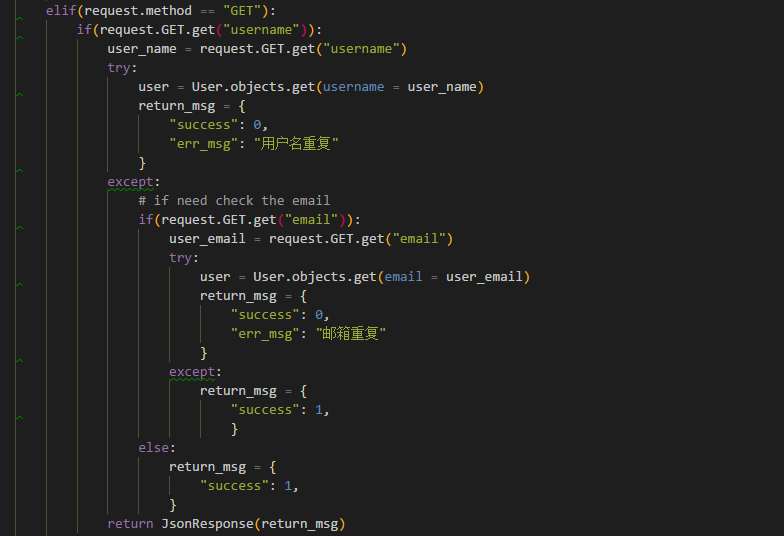 elif(request.method == "GET"):
    if(request.GET.get("username")):
        user_name = request.GET.get("username")
        try:
            user = User.objects.get(username = user_name)
            return_msg = {
                "success": 0,
                "err_msg": "用户名重复"
            }
        except:
            # if need check the email
            if(request.GET.get("email")):
                user_email = request.GET.get("email")
                try:
                    user = User.objects.get(email = user_email)
                    return_msg = {
                        "success": 0,
                        "err_msg": "邮箱重复"
                    }
                except:
                    return_msg = {
                        "success": 1,
                        }
            else:
                return_msg = {
                    "success": 1,
                }
        return JsonResponse(return_msg)